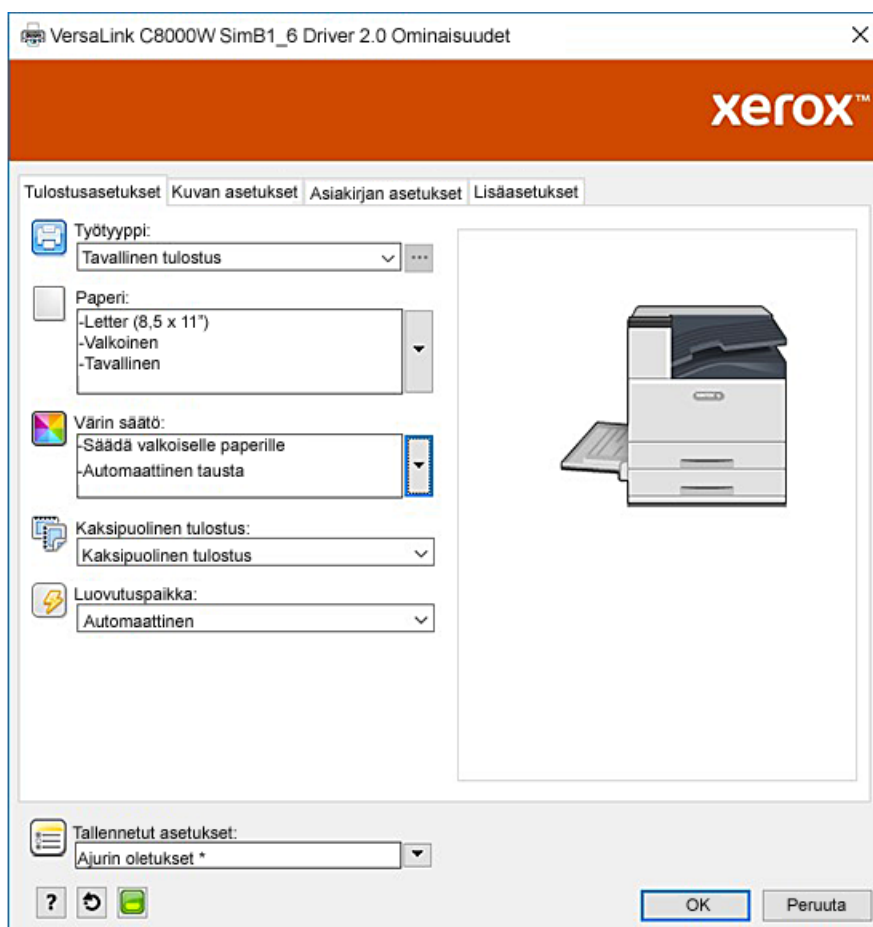 VersaLink C8000W SimB1_6 Driver 2.0 Ominaisuudet
xerox™
Tulostusasetukset Kuvan asetukset Asiakirjan asetukset Lisäasetukset
Työtyyppi:
Tavallinen tulostus
Paperi:
-Letter (8,5 x 11”)
-Valkoinen
-Tavallinen
Värin säätö:
-Säädä valkoiselle paperille
-Automaattinen tausta
Kaksipuolinen tulostus:
Kaksipuolinen tulostus
Luovutuspaikka:
Automaattinen
Tallennetut asetukset:
Ajurin oletukset *
?
OK Peruuta